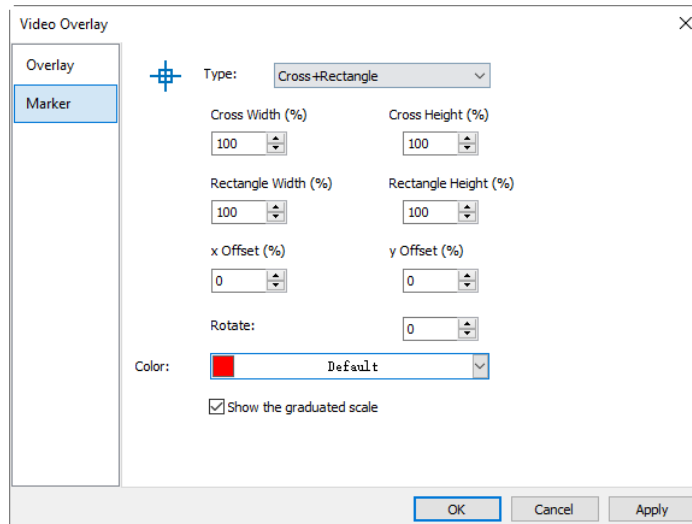 Video Overlay
Overlay
Marker
Type: Cross+Rectangle
Cross Width (%) Cross Height (%)
100 100
Rectangle Width (%) Rectangle Height (%)
100 100
x Offset (%) y Offset (%)
0 0
Rotate: 0
Color: Default
Show the graduated scale
OK Cancel Apply